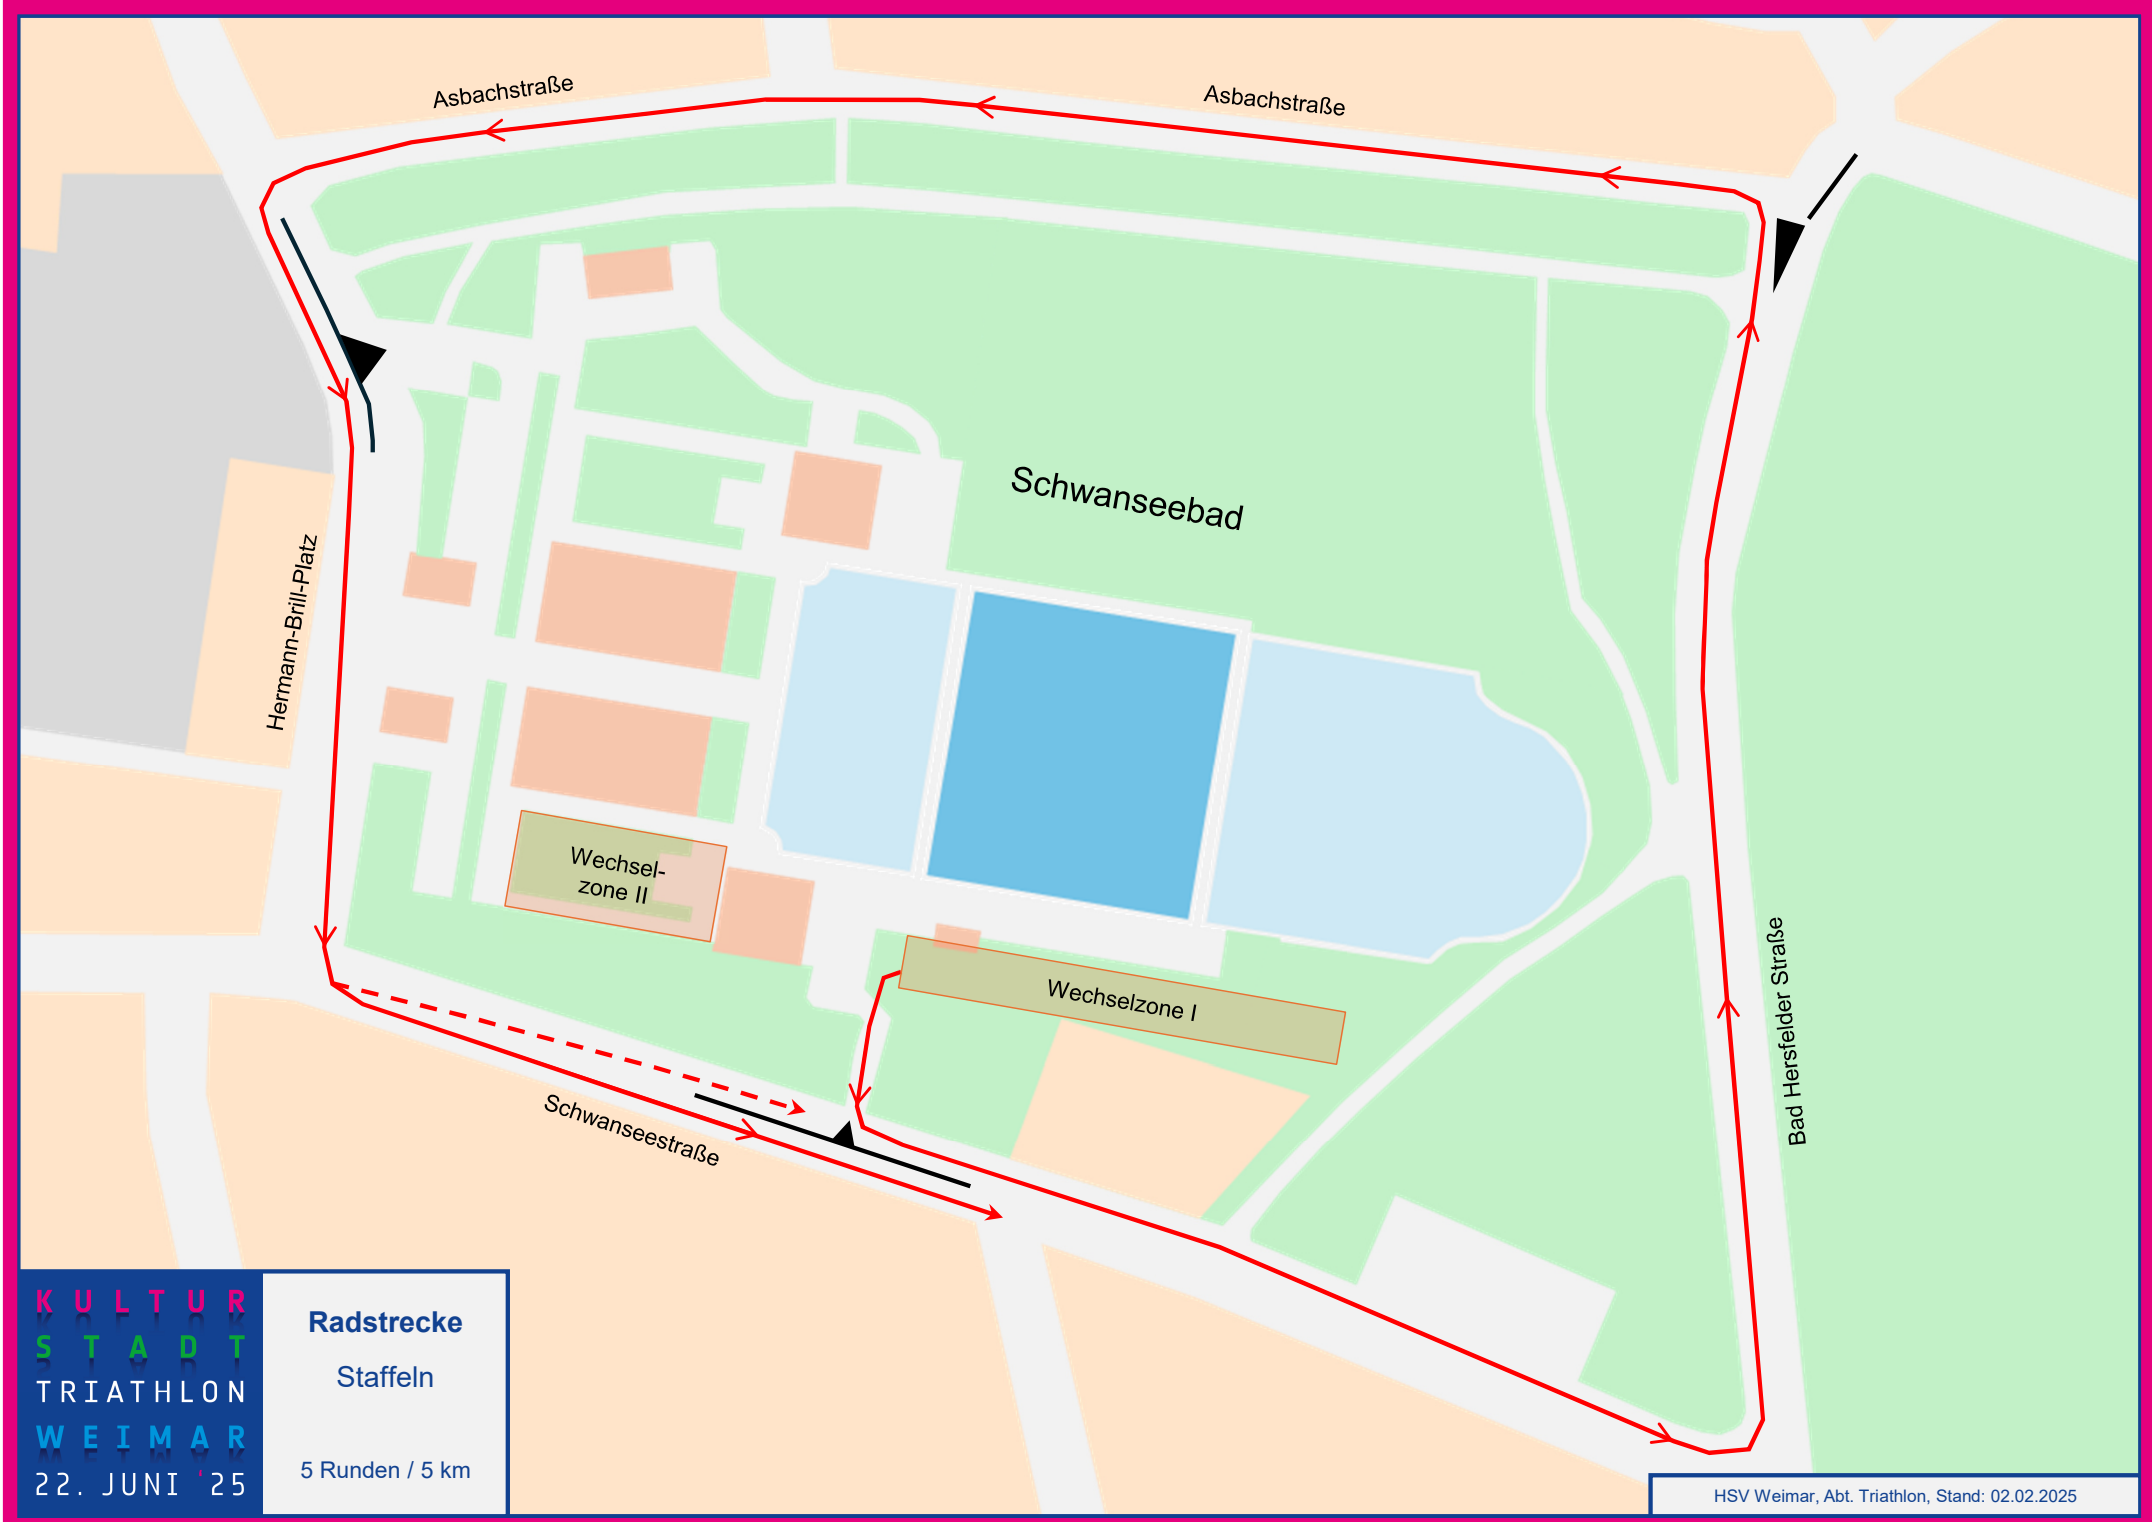 Asbachstraße
Asbachstraße
Schwanseebad
Hermann-Brill-Platz
Wechsel-
zone II
Wechselzone I
Bad Hersfelder Straße
Schwanseestraße
KULTUR
STADT
TRIATHLON
WEIMAR
22. JUNI '25
Radstrecke
Staffeln
5 Runden / 5 km
HSV Weimar, Abt. Triathlon, Stand: 02.02.2025